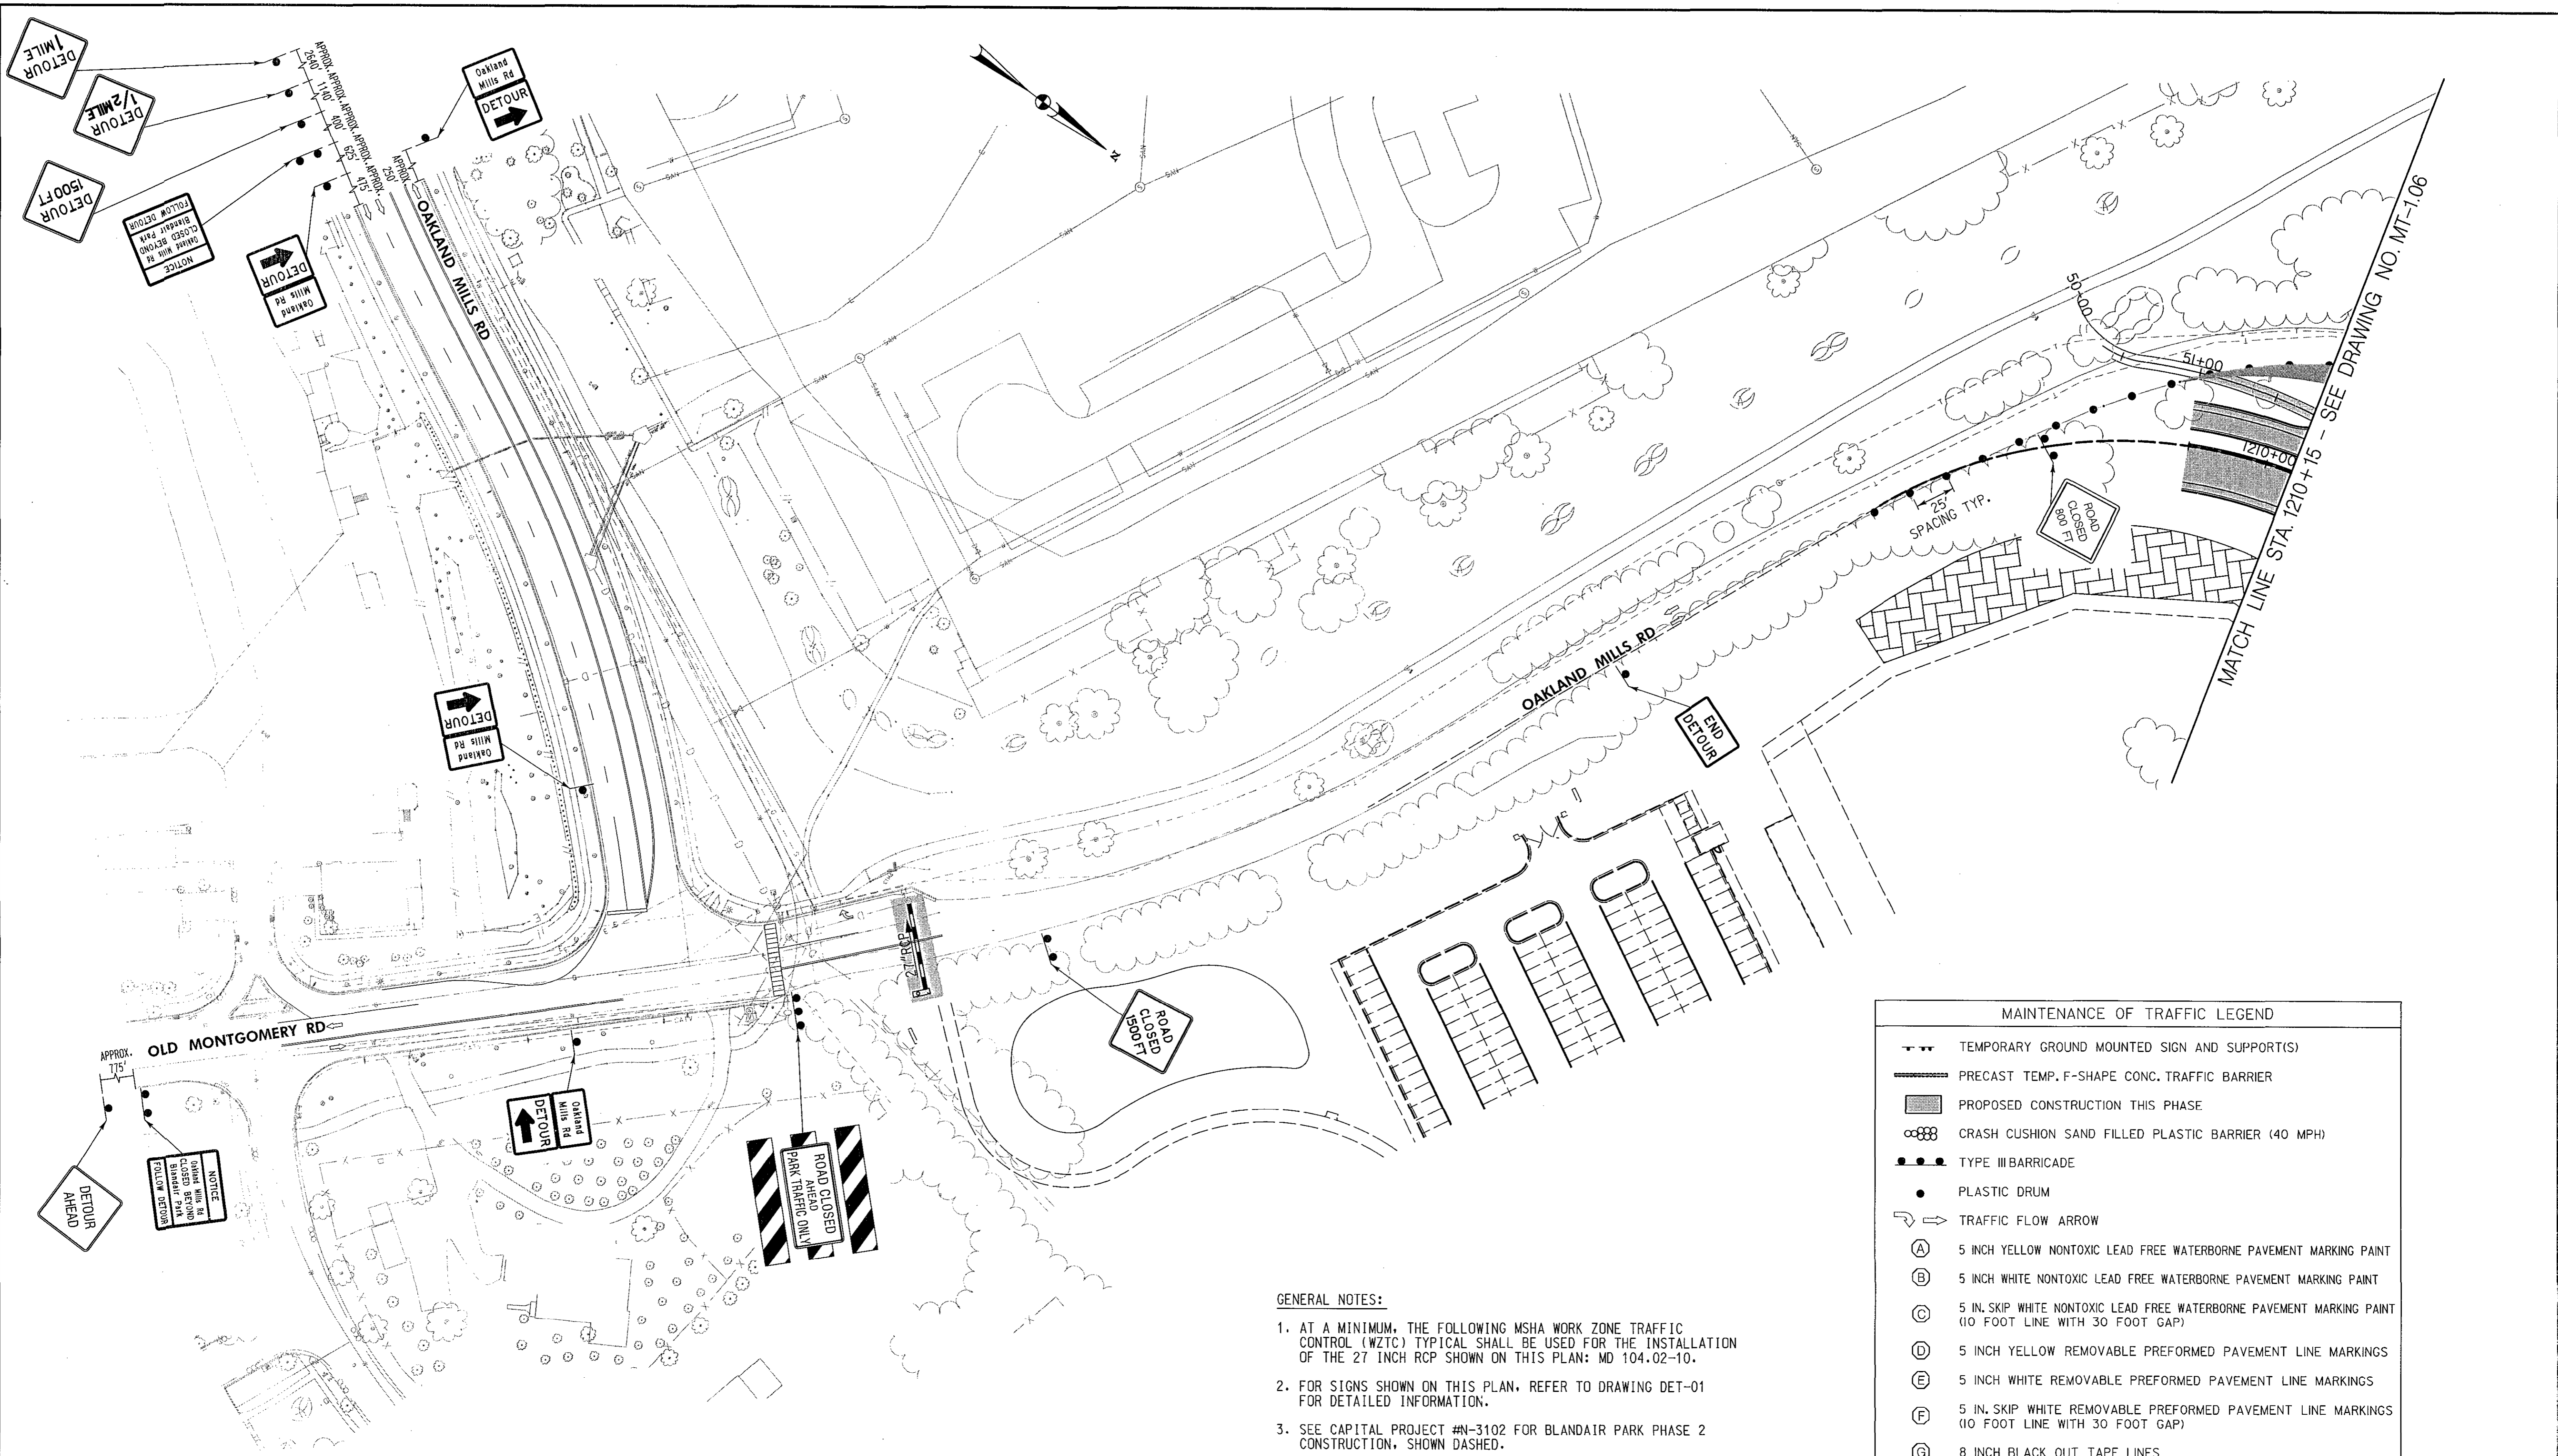 DETOUR
1 MILE
DETOUR
1/2 MILE
DETOUR
1500 FT
NOTICE
Oakland Mills Rd
CLOSED BEYOND
Blandair Park
FOLLOW DETOUR
Oakland
Mills Rd
DETOUR
Oakland
Mills Rd
DETOUR
APPROX.
2640'
APPROX.
1140'
APPROX.
400'
APPROX.
625'
APPROX.
475'
APPROX.
250'
OAKLAND MILLS RD
Oakland
Mills Rd
DETOUR
SAN
SAN
SAN
SAN
SAN
SAN
SAN
SAN
50+00
51+00
1210+00
MATCH LINE STA. 1210+15 - SEE DRAWING NO. MT-1.06
25'
SPACING TYP.
ROAD
CLOSED
800 FT
OAKLAND MILLS RD
END
DETOUR
27" RCP
ROAD
CLOSED
1500 FT
OLD MONTGOMERY RD
APPROX.
775'
DETOUR
AHEAD
NOTICE
Oakland Mills Rd
CLOSED BEYOND
Blandair Park
FOLLOW DETOUR
Oakland
Mills Rd
DETOUR
ROAD CLOSED
AHEAD
PARK TRAFFIC ONLY
GENERAL NOTES:
1. AT A MINIMUM, THE FOLLOWING MSHA WORK ZONE TRAFFIC
CONTROL (WZTC) TYPICAL SHALL BE USED FOR THE INSTALLATION
OF THE 27 INCH RCP SHOWN ON THIS PLAN: MD 104.02-10.
2. FOR SIGNS SHOWN ON THIS PLAN, REFER TO DRAWING DET-01
FOR DETAILED INFORMATION.
3. SEE CAPITAL PROJECT #N-3102 FOR BLANDAIR PARK PHASE 2
CONSTRUCTION, SHOWN DASHED.
MAINTENANCE OF TRAFFIC LEGEND
TEMPORARY GROUND MOUNTED SIGN AND SUPPORT(S)
PRECAST TEMP. F-SHAPE CONC. TRAFFIC BARRIER
PROPOSED CONSTRUCTION THIS PHASE
CRASH CUSHION SAND FILLED PLASTIC BARRIER (40 MPH)
TYPE III BARRICADE
PLASTIC DRUM
TRAFFIC FLOW ARROW
A 5 INCH YELLOW NONTOXIC LEAD FREE WATERBORNE PAVEMENT MARKING PAINT
B 5 INCH WHITE NONTOXIC LEAD FREE WATERBORNE PAVEMENT MARKING PAINT
C 5 IN. SKIP WHITE NONTOXIC LEAD FREE WATERBORNE PAVEMENT MARKING PAINT
(10 FOOT LINE WITH 30 FOOT GAP)
D 5 INCH YELLOW REMOVABLE PREFORMED PAVEMENT LINE MARKINGS
E 5 INCH WHITE REMOVABLE PREFORMED PAVEMENT LINE MARKINGS
F 5 IN. SKIP WHITE REMOVABLE PREFORMED PAVEMENT LINE MARKINGS
(10 FOOT LINE WITH 30 FOOT GAP)
G 8 INCH BLACK OUT TAPE LINES